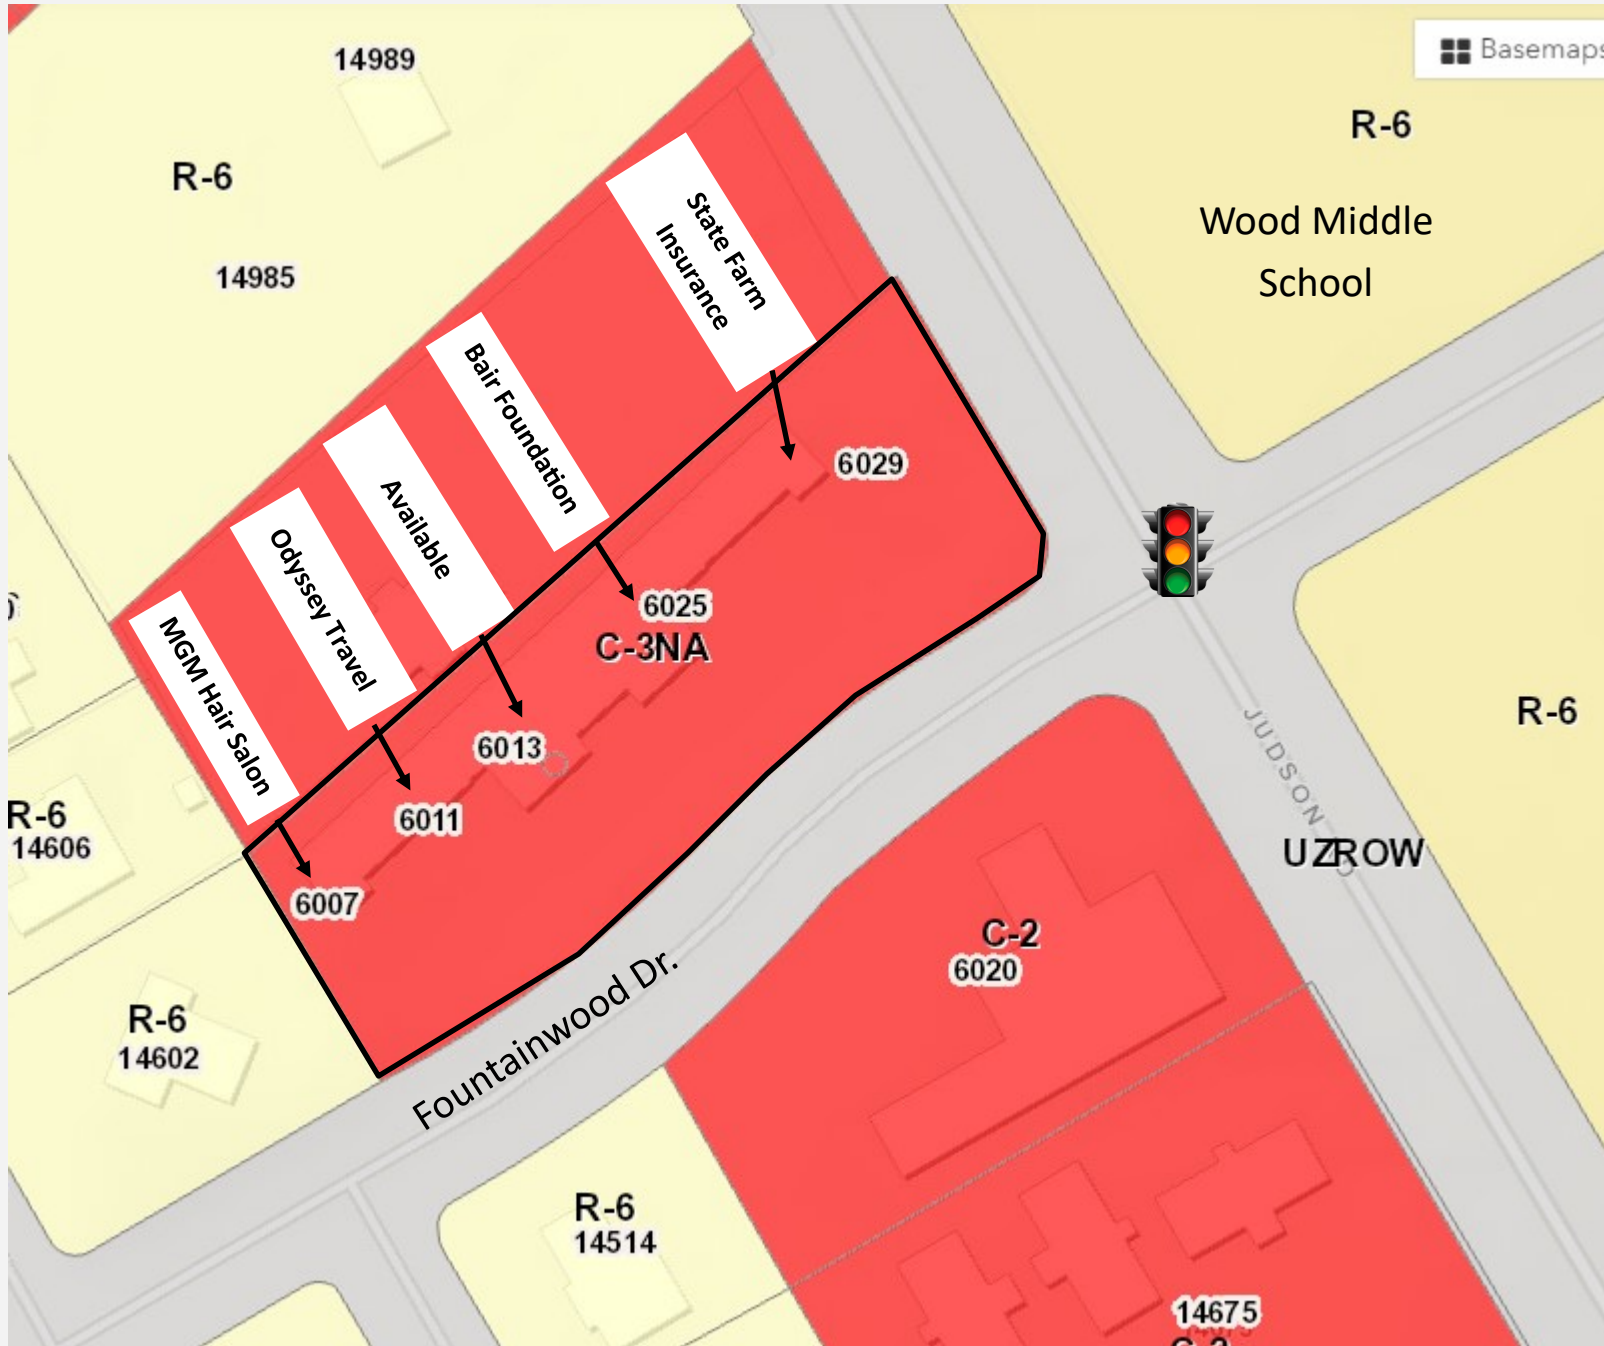 14989
Basemaps
R-6
R-6
Wood Middle
School
14985
State Farm
Insurance
Bair Foundation
6029
Available
Odyssey Travel
6025
C-3NA
MGM Hair Salon
R-6
6013
JUDSON
6011
R-6
14606
UZROW
6007
C-2
6020
Fountainwood Dr.
R-6
14602
R-6
14514
14675